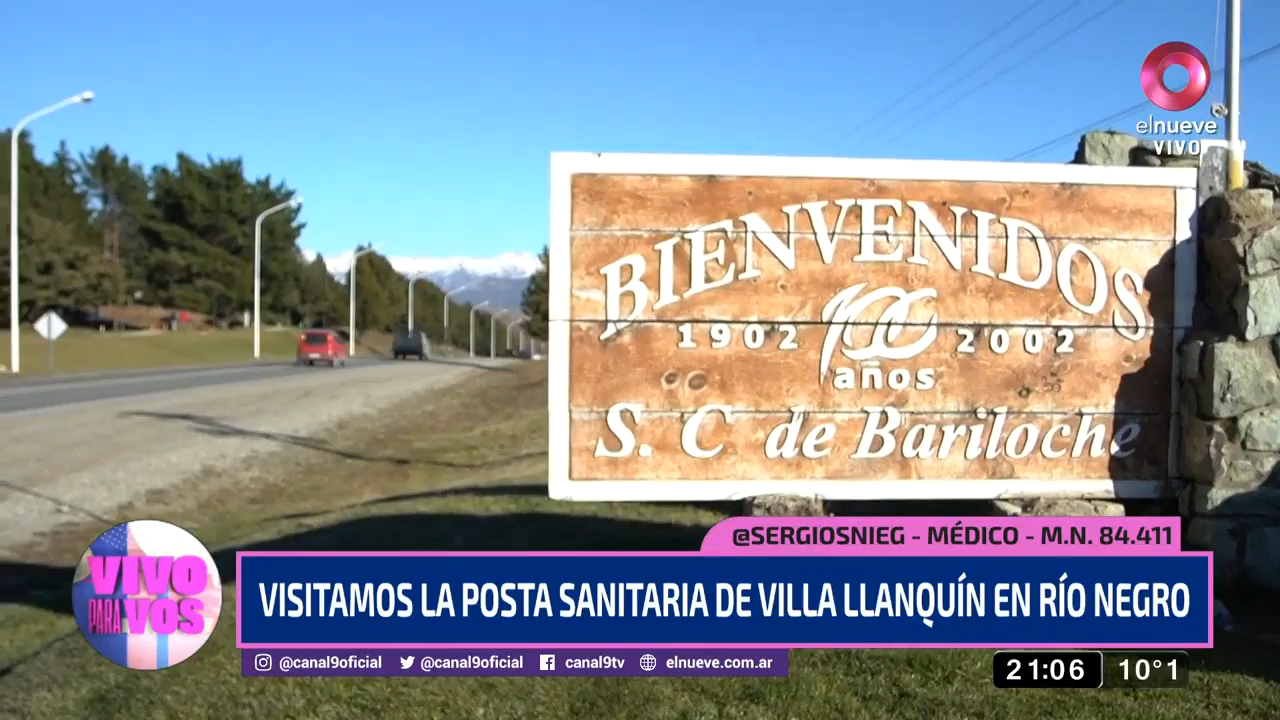 elnueve
VIVO
BIENVENIDOS
1902 100 2002
años
S. C de Bariloche
@SERGIOSNIEG - MÉDICO - M.N. 84.411
VIVO
PARA VOS
VISITAMOS LA POSTA SANITARIA DE VILLA LLANQUÍN EN RÍO NEGRO
@canal9oficial @canal9oficial canal9tv elnueve.com.ar
21:06 10°1